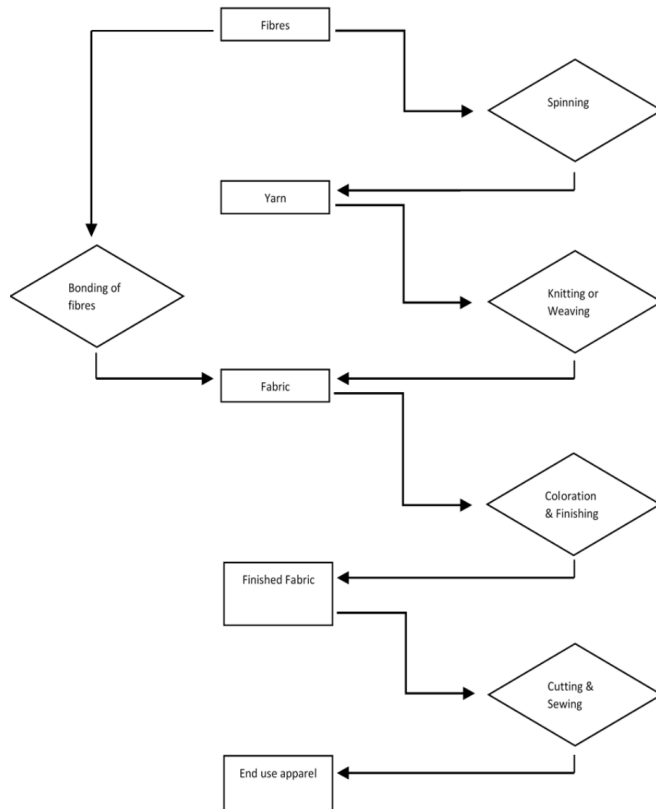 Fibres
Spinning
Yarn
Bonding of
fibres
Knitting or
Weaving
Fabric
Coloration
& Finishing
Finished Fabric
Cutting &
Sewing
End use apparel